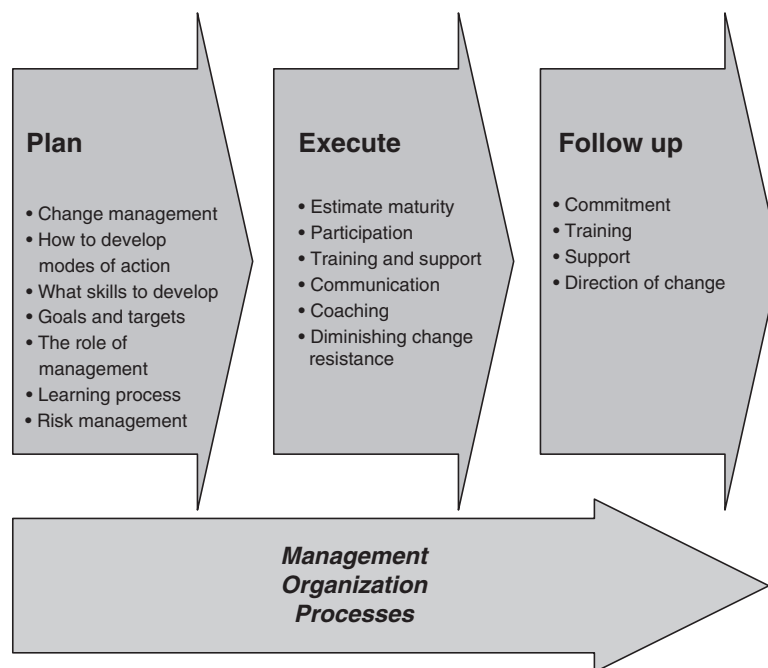 Plan
• Change management
• How to develop
modes of action
• What skills to develop
• Goals and targets
• The role of
management
• Learning process
• Risk management
Execute
• Estimate maturity
• Participation
• Training and support
• Communication
• Coaching
• Diminishing change
resistance
Follow up
• Commitment
• Training
• Support
• Direction of change
Management
Organization
Processes